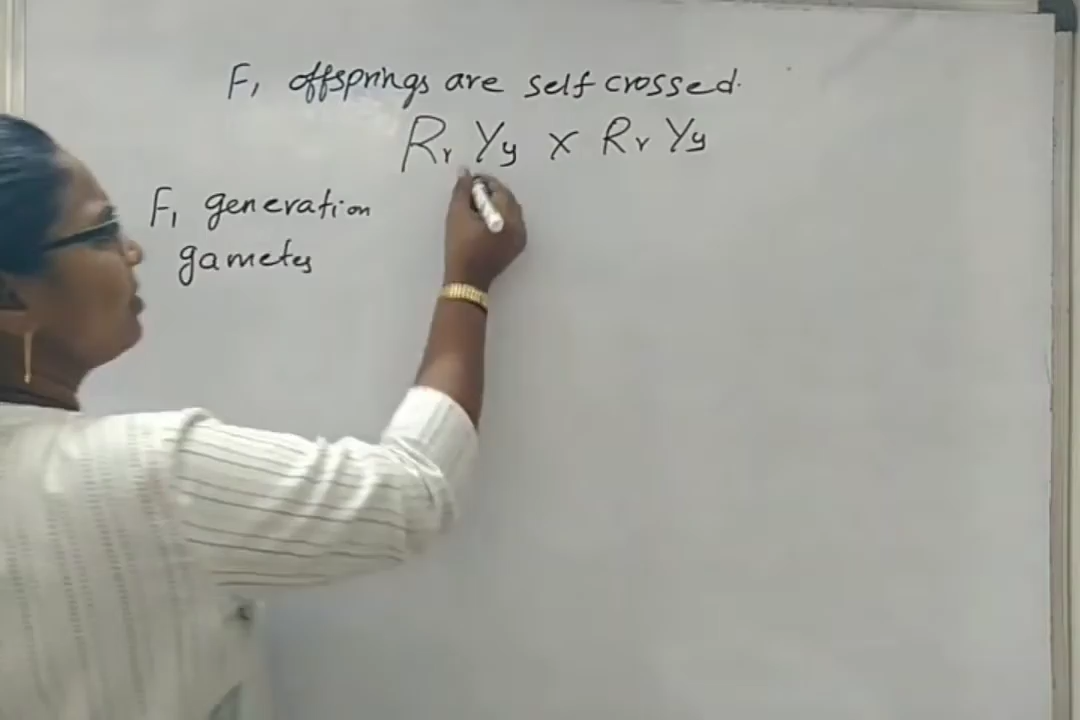 F1 offsprings are self crossed.
Rr Yy x Rr Yy
F1 generation
gametes